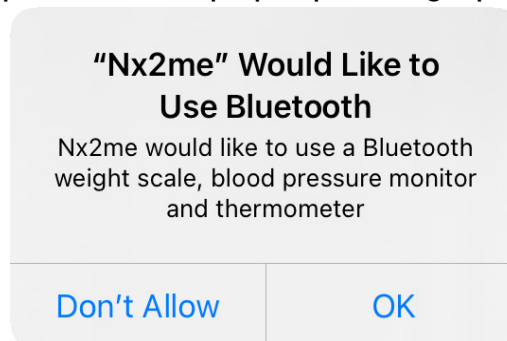 “Nx2me” Would Like to
Use Bluetooth
Nx2me would like to use a Bluetooth
weight scale, blood pressure monitor
and thermometer
Don’t Allow
OK